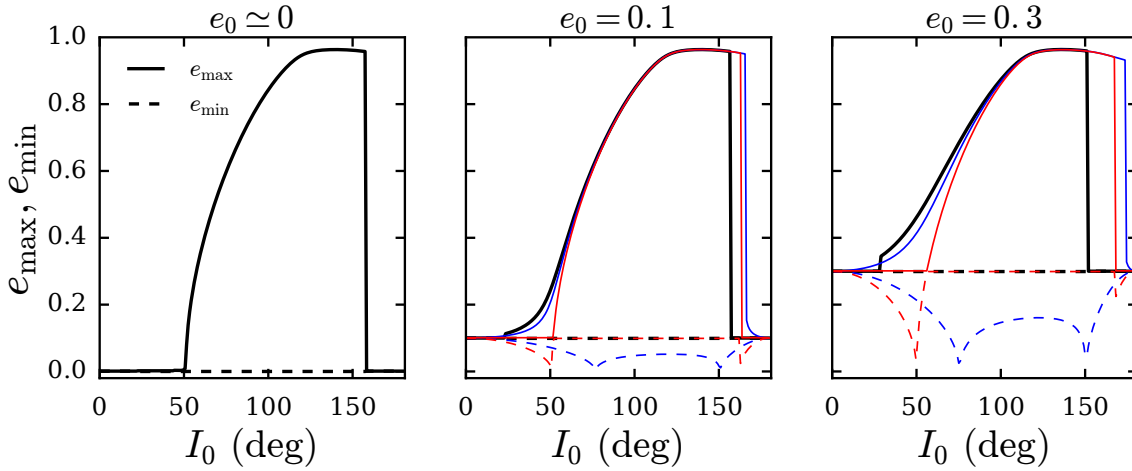 e₀ ≃ 0
e₀ = 0.1
e₀ = 0.3
e_max, e_min
1.0
0.8
0.6
0.4
0.2
0.0
e_max
e_min
0 50 100 150
0 50 100 150
0 50 100 150
I₀ (deg)
I₀ (deg)
I₀ (deg)